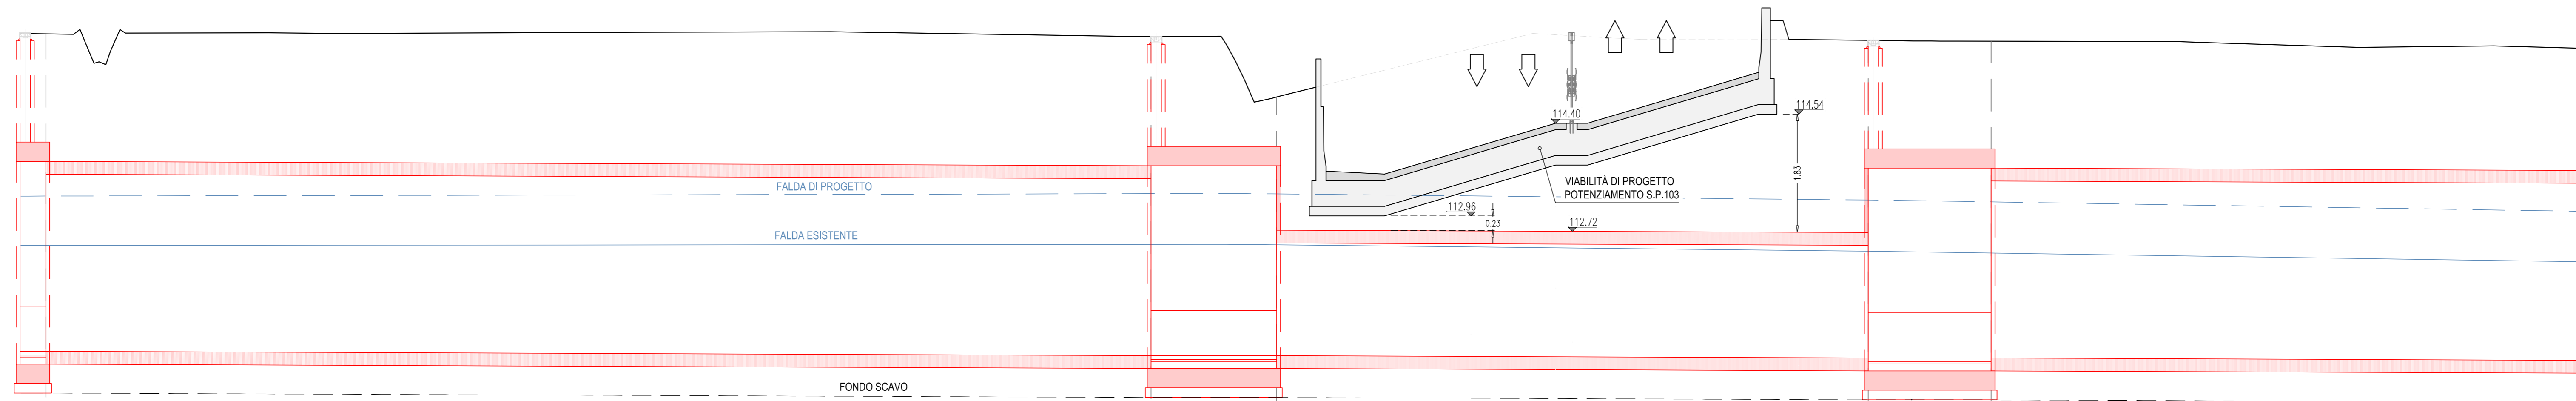 114.54
114.40
1.83
FALDA DI PROGETTO
VIABILITÀ DI PROGETTO
POTENZIAMENTO S.P.103
112.96
0.23
112.72
FALDA ESISTENTE
FONDO SCAVO